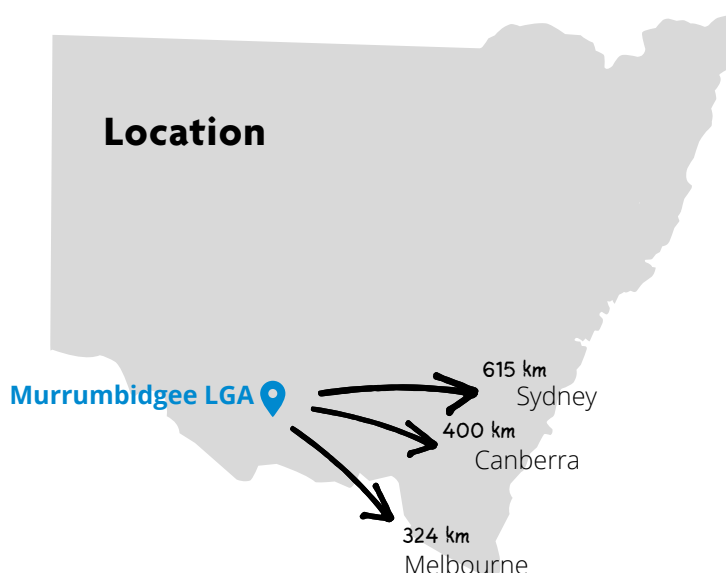 Location
615 km
Murrumbidgee LGA
Sydney
400 km
Canberra
324 km
Melbourne